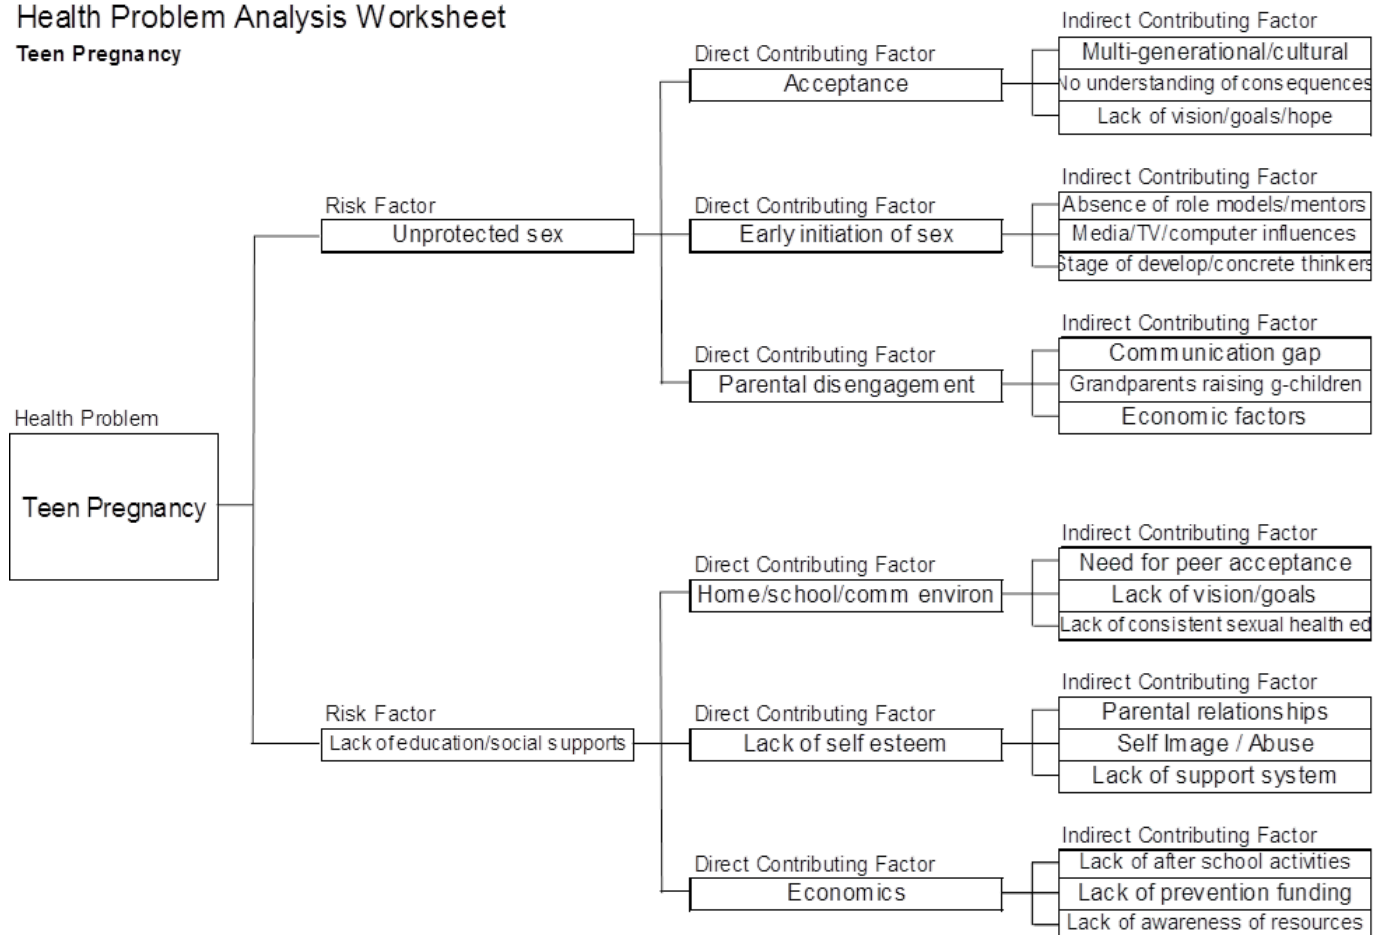 Health Problem Analysis Worksheet
Teen Pregnancy
Health Problem
Teen Pregnancy
Risk Factor
Unprotected sex
Direct Contributing Factor
Acceptance
Indirect Contributing Factor
Multi-generational/cultural
No understanding of consequences
Lack of vision/goals/hope
Direct Contributing Factor
Early initiation of sex
Indirect Contributing Factor
Absence of role models/mentors
Media/TV/computer influences
Stage of develop/concrete thinkers
Direct Contributing Factor
Parental disengagement
Indirect Contributing Factor
Communication gap
Grandparents raising g-children
Economic factors
Risk Factor
Lack of education/social supports
Direct Contributing Factor
Home/school/comm environ
Indirect Contributing Factor
Need for peer acceptance
Lack of vision/goals
Lack of consistent sexual health ed
Direct Contributing Factor
Lack of self esteem
Indirect Contributing Factor
Parental relationships
Self Image / Abuse
Lack of support system
Direct Contributing Factor
Economics
Indirect Contributing Factor
Lack of after school activities
Lack of prevention funding
Lack of awareness of resources